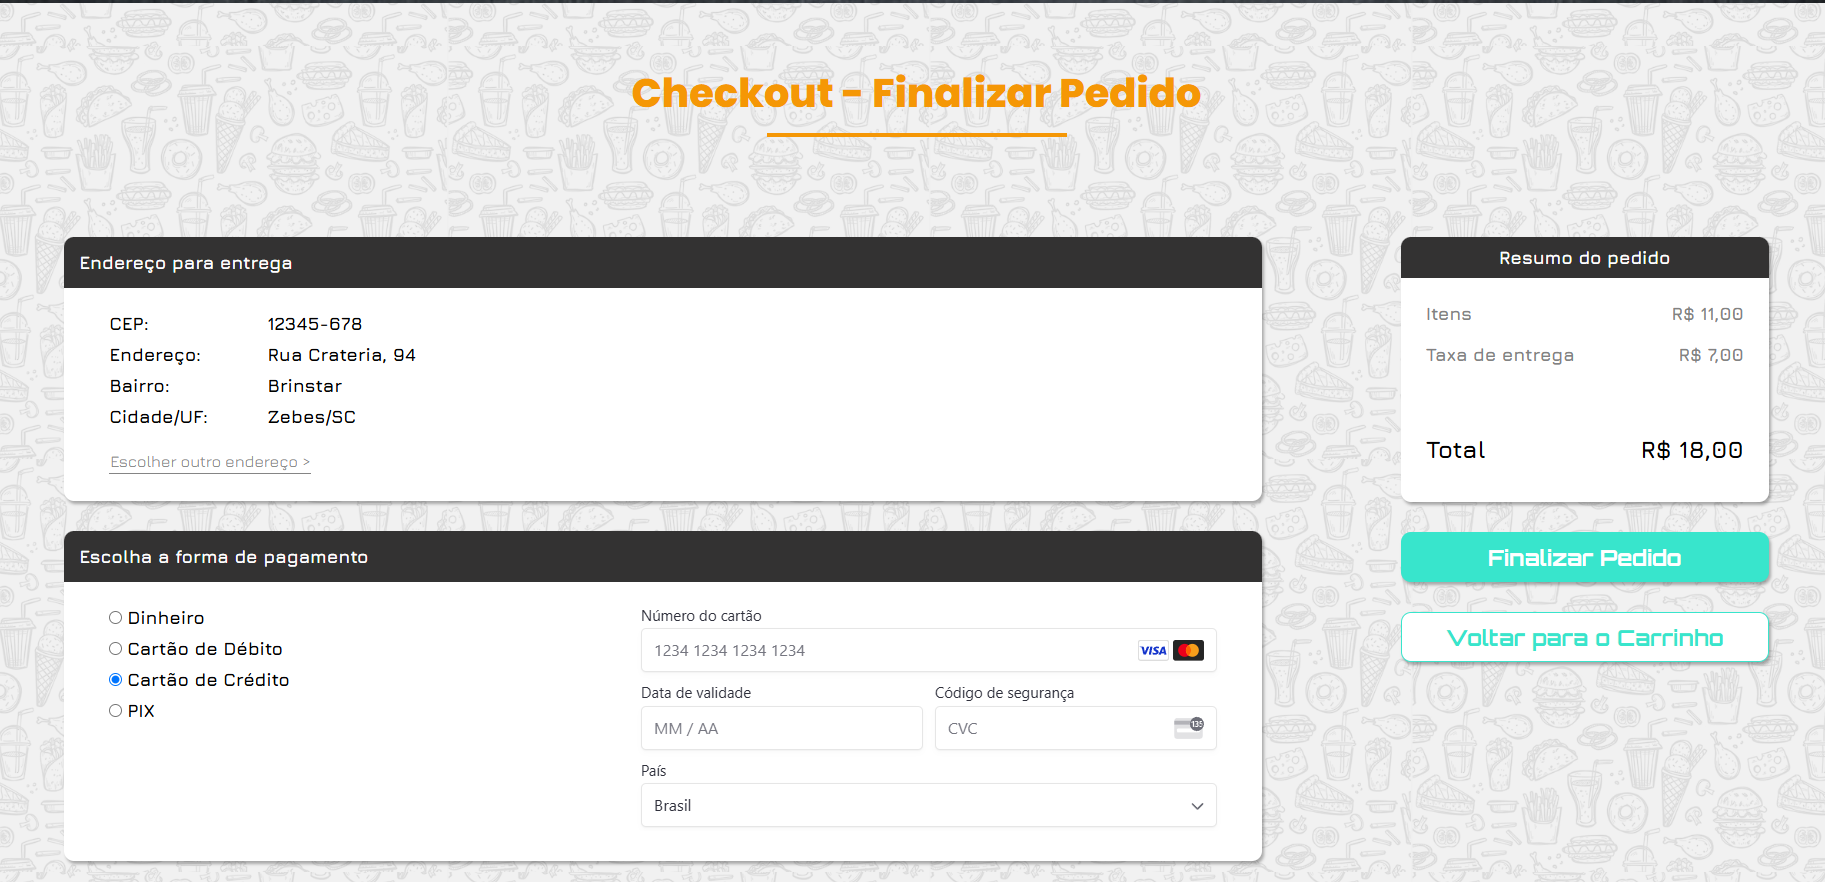 Checkout - Finalizar Pedido
Endereço para entrega
CEP: 12345-678
Endereço: Rua Crateria, 94
Bairro: Brinstar
Cidade/UF: Zebes/SC
Escolher outro endereço >
Escolha a forma de pagamento
Dinheiro
Cartão de Débito
Cartão de Crédito
PIX
Número do cartão
1234 1234 1234 1234 VISA
Data de validade Código de segurança
MM / AA CVC 135
País
Brasil
Resumo do pedido
Itens R$ 11,00
Taxa de entrega R$ 7,00
Total R$ 18,00
Finalizar Pedido
Voltar para o Carrinho